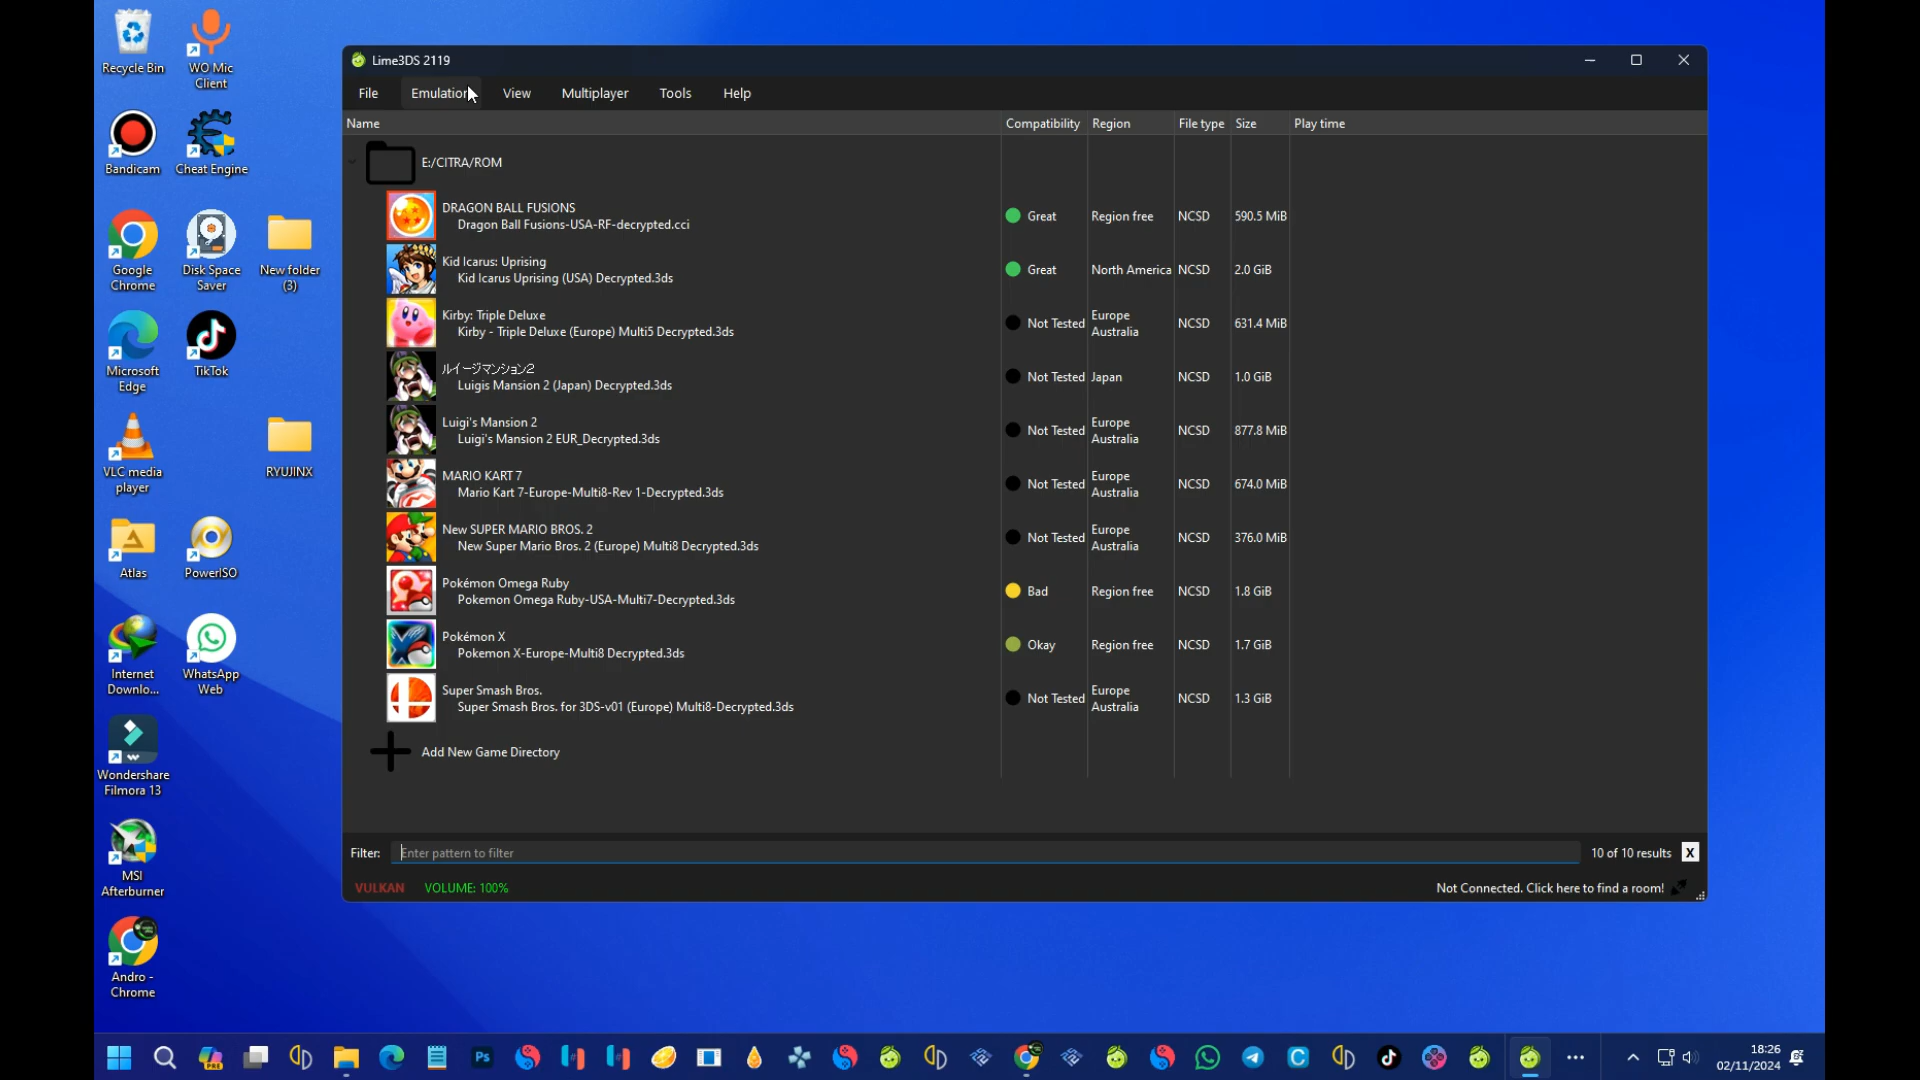 Recycle Bin
WO Mic
Client
Bandicam
Cheat Engine
Google
Chrome
Disk Space
Saver
New folder
(3)
Microsoft
Edge
TikTok
VLC media
player
RYUJINX
Atlas
PowerISO
Internet
Downlo...
WhatsApp
Web
Wondershare
Filmora 13
MSI
Afterburner
Andro -
Chrome
Lime3DS 2119
File Emulation View Multiplayer Tools Help
Name Compatibility Region File type Size Play time
E:/CITRA/ROM
DRAGON BALL FUSIONS
Dragon Ball Fusions-USA-RF-decrypted.cci
Great Region free NCSD 590.5 MiB
Kid Icarus: Uprising
Kid Icarus Uprising (USA) Decrypted.3ds
Great North America NCSD 2.0 GiB
Kirby: Triple Deluxe
Kirby - Triple Deluxe (Europe) Multi5 Decrypted.3ds
Not Tested Europe
Australia NCSD 631.4 MiB
ルイージマンション2
Luigis Mansion 2 (Japan) Decrypted.3ds
Not Tested Japan NCSD 1.0 GiB
Luigi's Mansion 2
Luigi's Mansion 2 EUR_Decrypted.3ds
Not Tested Europe
Australia NCSD 877.8 MiB
MARIO KART 7
Mario Kart 7-Europe-Multi8-Rev 1-Decrypted.3ds
Not Tested Europe
Australia NCSD 674.0 MiB
New SUPER MARIO BROS. 2
New Super Mario Bros. 2 (Europe) Multi8 Decrypted.3ds
Not Tested Europe
Australia NCSD 376.0 MiB
Pokémon Omega Ruby
Pokemon Omega Ruby-USA-Multi7-Decrypted.3ds
Bad Region free NCSD 1.8 GiB
Pokémon X
Pokemon X-Europe-Multi8 Decrypted.3ds
Okay Region free NCSD 1.7 GiB
Super Smash Bros.
Super Smash Bros. for 3DS-v01 (Europe) Multi8-Decrypted.3ds
Not Tested Europe
Australia NCSD 1.3 GiB
Add New Game Directory
Filter: Enter pattern to filter 10 of 10 results X
VULKAN VOLUME: 100% Not Connected. Click here to find a room!
PRE
Ps
C
18:26
02/11/2024